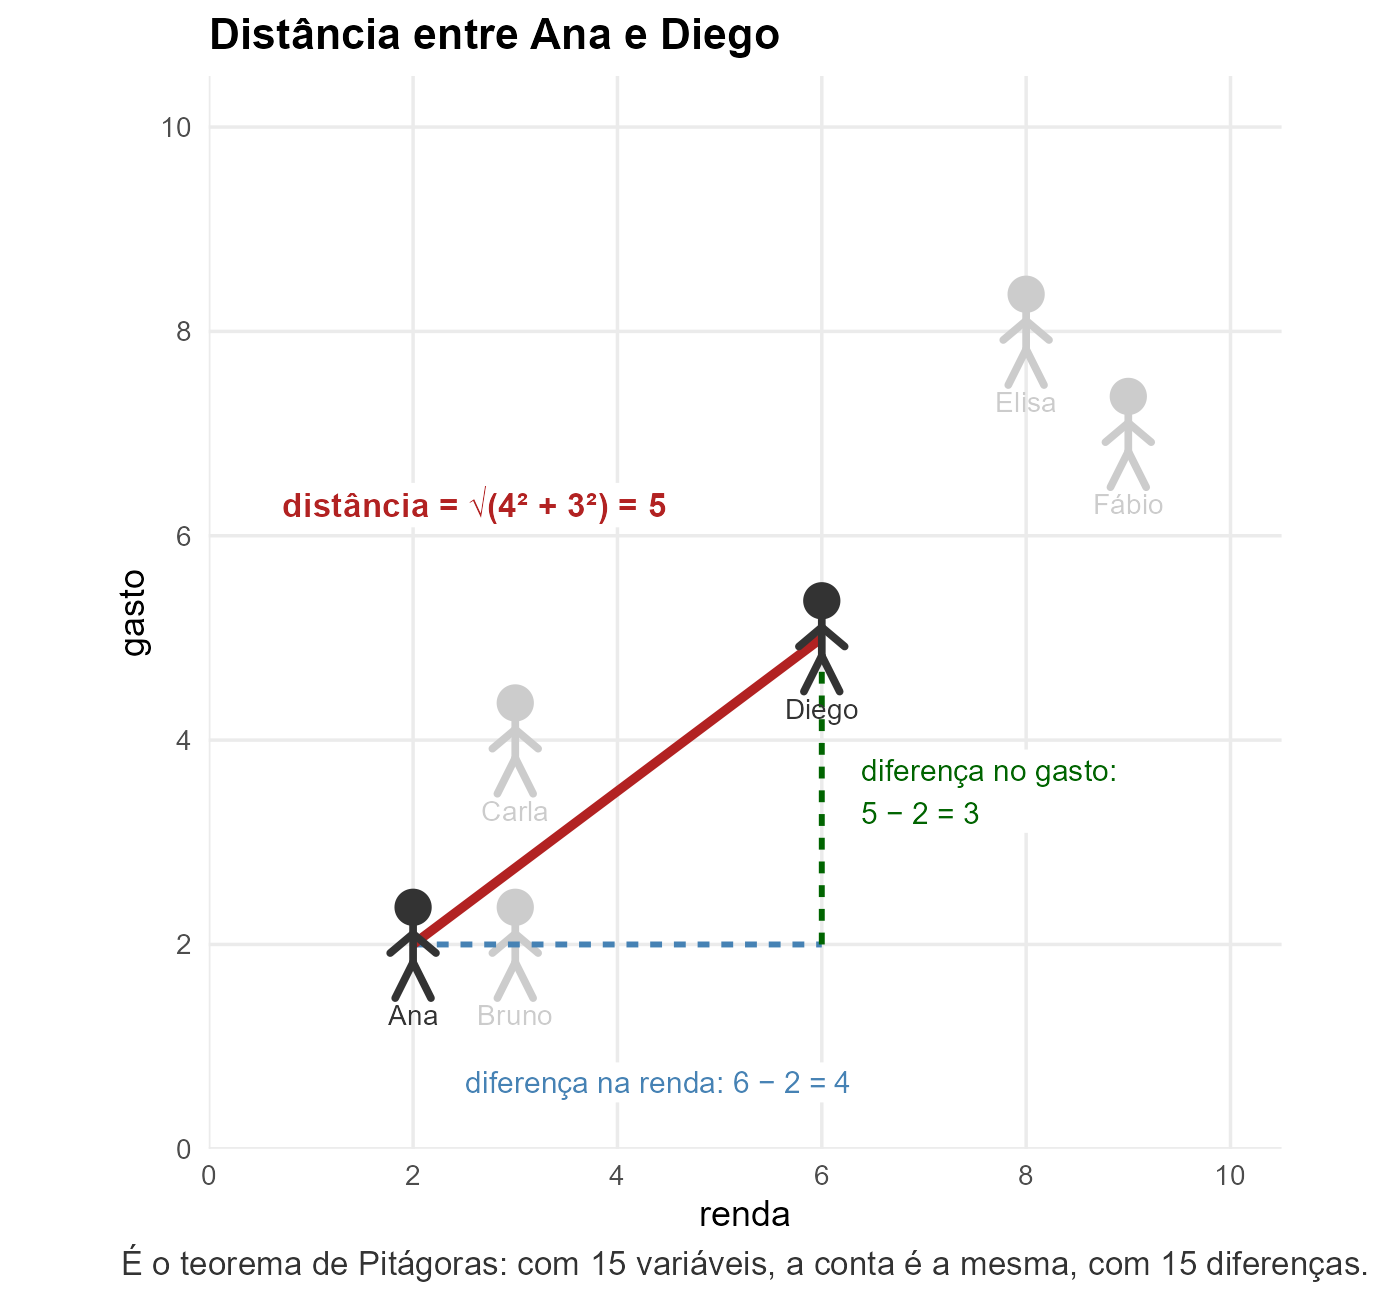 Distância entre Ana e Diego
10
8
Elisa
Fábio
distância = √(4² + 3²) = 5
6
gasto
Diego
4
diferença no gasto:
5 − 2 = 3
Carla
2
Ana
Bruno
diferença na renda: 6 − 2 = 4
0
0 2 4 6 8 10
renda
É o teorema de Pitágoras: com 15 variáveis, a conta é a mesma, com 15 diferenças.